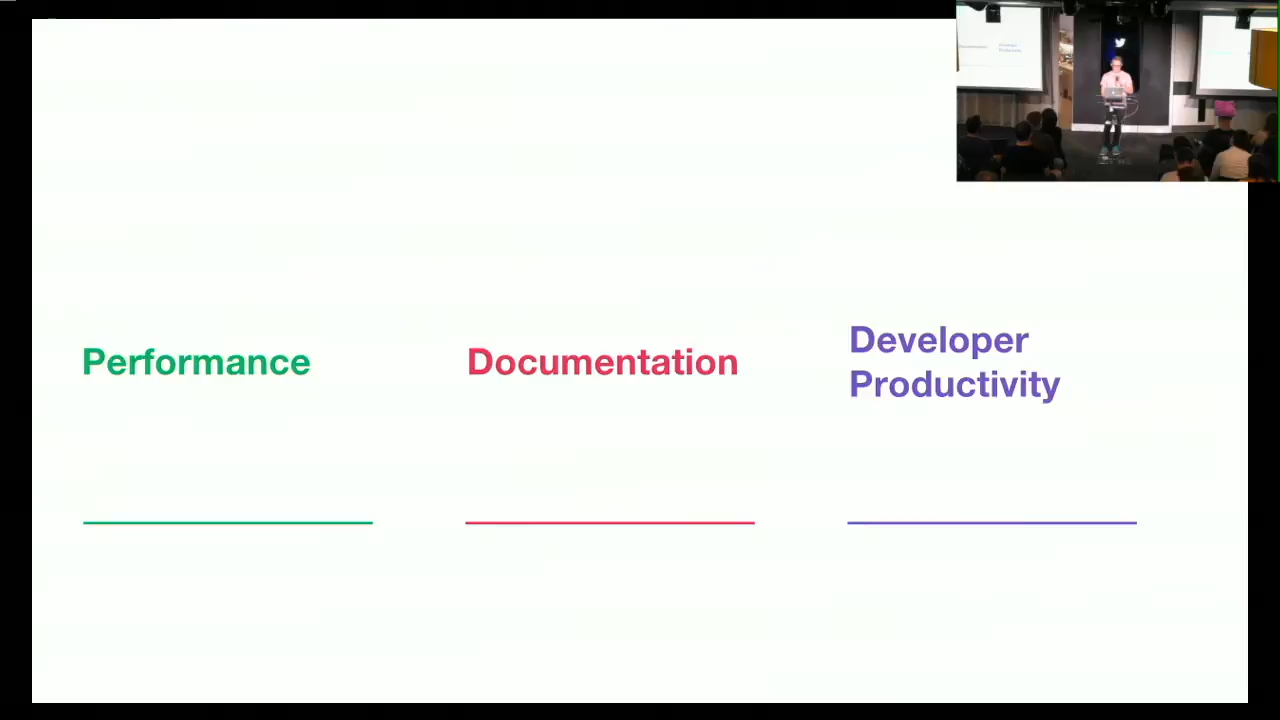 Performance
Documentation
Developer
Productivity